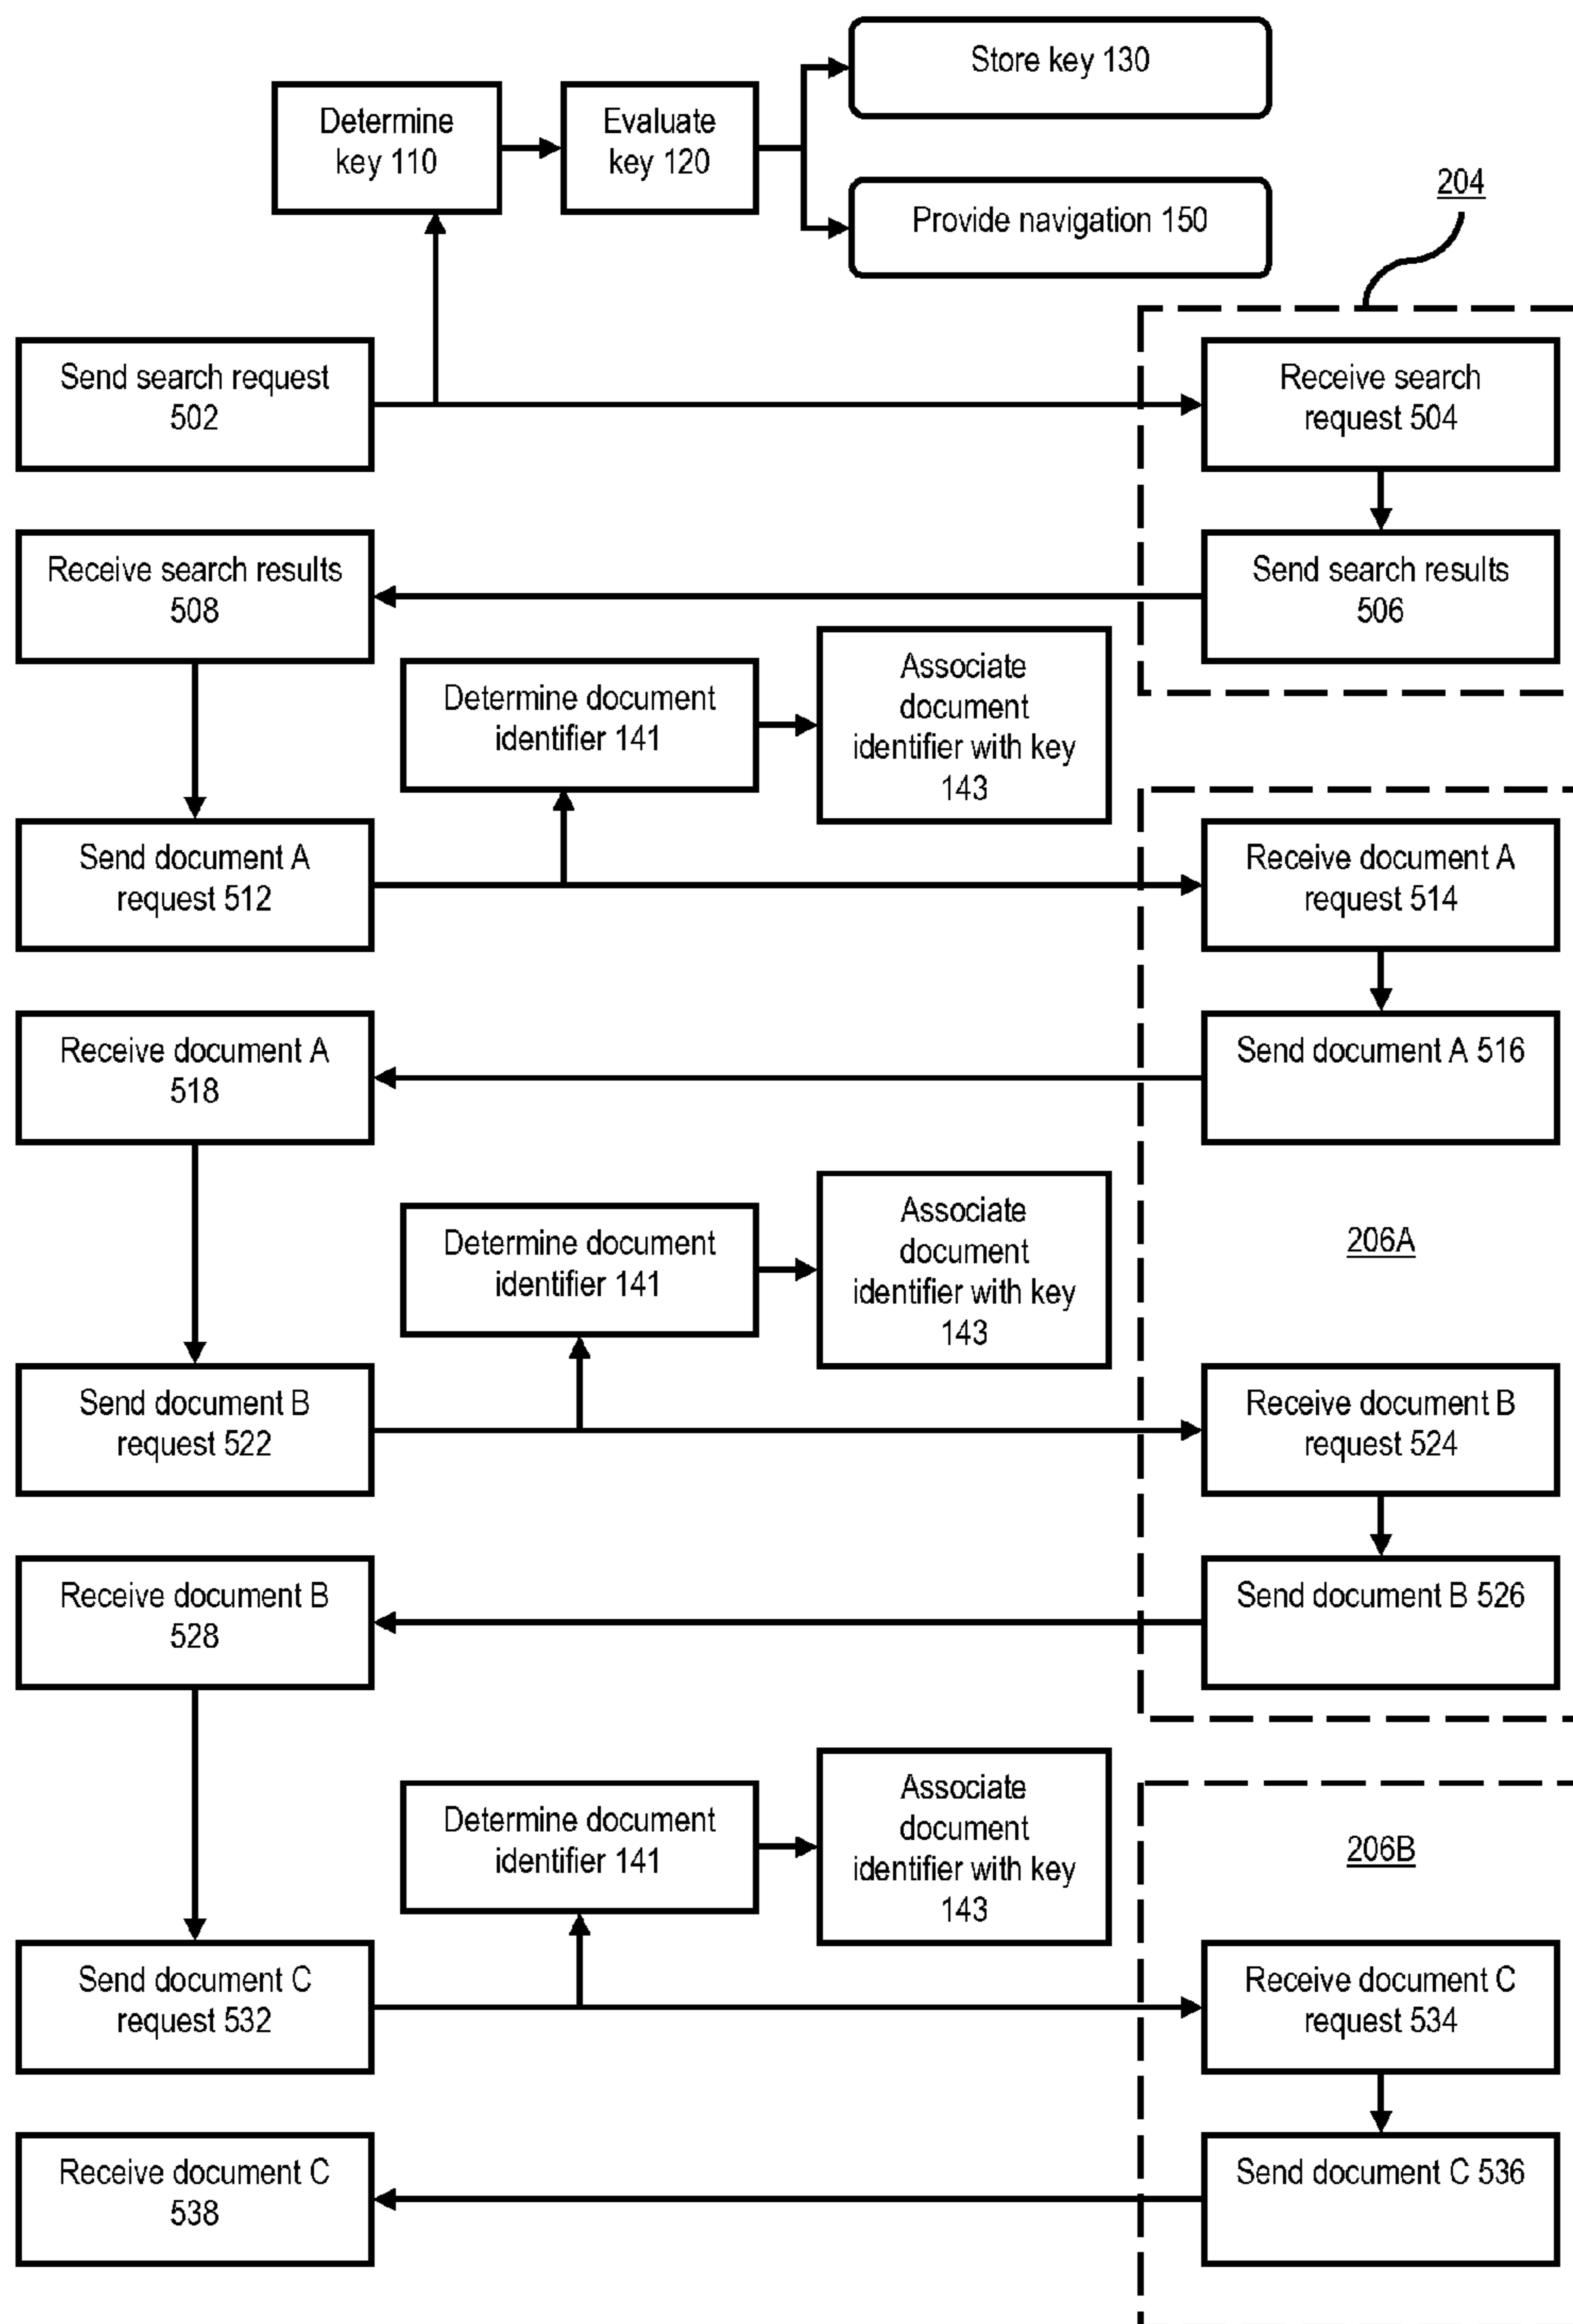 Store key 130
Determine
key 110
Evaluate
key 120
Provide navigation 150
204
Send search request
502
Receive search
request 504
Receive search results
508
Send search results
506
Determine document
identifier 141
Associate
document
identifier with key
143
Send document A
request 512
Receive document A
request 514
Receive document A
518
Send document A 516
Determine document
identifier 141
Associate
document
identifier with key
143
206A
Send document B
request 522
Receive document B
request 524
Receive document B
528
Send document B 526
Determine document
identifier 141
Associate
document
identifier with key
143
206B
Send document C
request 532
Receive document C
request 534
Receive document C
538
Send document C 536